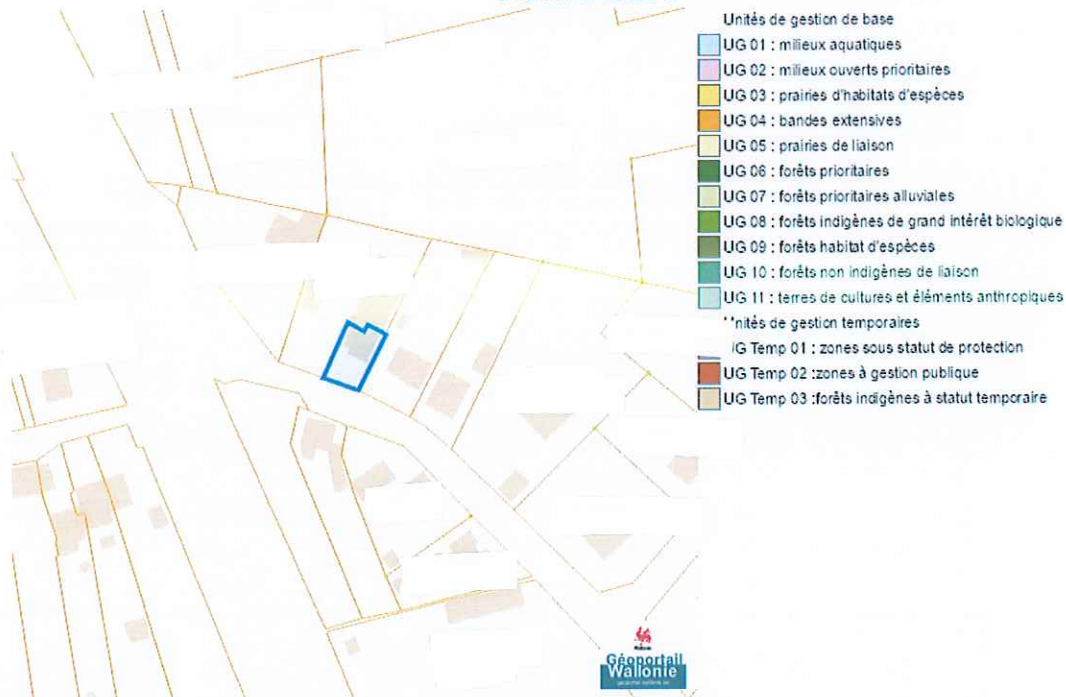 Unités de gestion de base
UG 01 : milieux aquatiques
UG 02 : milieux ouverts prioritaires
UG 03 : prairies d'habitats d'espèces
UG 04 : bandes extensives
UG 05 : prairies de liaison
UG 06 : forêts prioritaires
UG 07 : forêts prioritaires alluviales
UG 08 : forêts indigènes de grand intérêt biologique
UG 09 : forêts habitat d'espèces
UG 10 : forêts non indigènes de liaison
UG 11 : terres de cultures et éléments anthropiques
nités de gestion temporaires
G Temp 01 : zones sous statut de protection
UG Temp 02 :zones à gestion publique
UG Temp 03 :forêts indigènes à statut temporaire
Géoportail
Wallonie